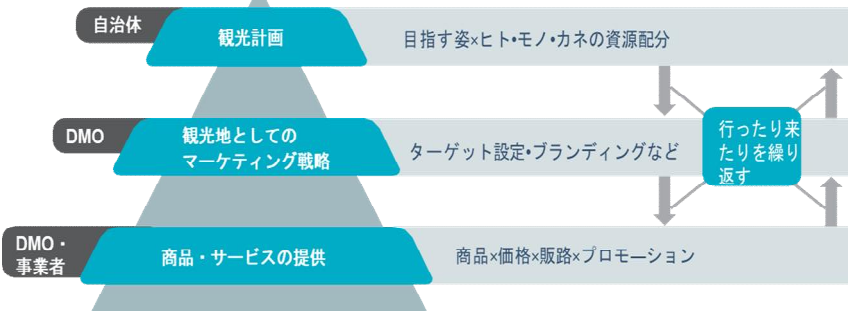 自治体
観光計画
目指す姿×ヒト・モノ・カネの資源配分
DMO
観光地としての
マーケティング戦略
ターゲット設定・ブランディングなど
行ったり来
たりを繰り
返す
DMO・
事業者
商品・サービスの提供
商品×価格×販路×プロモーション